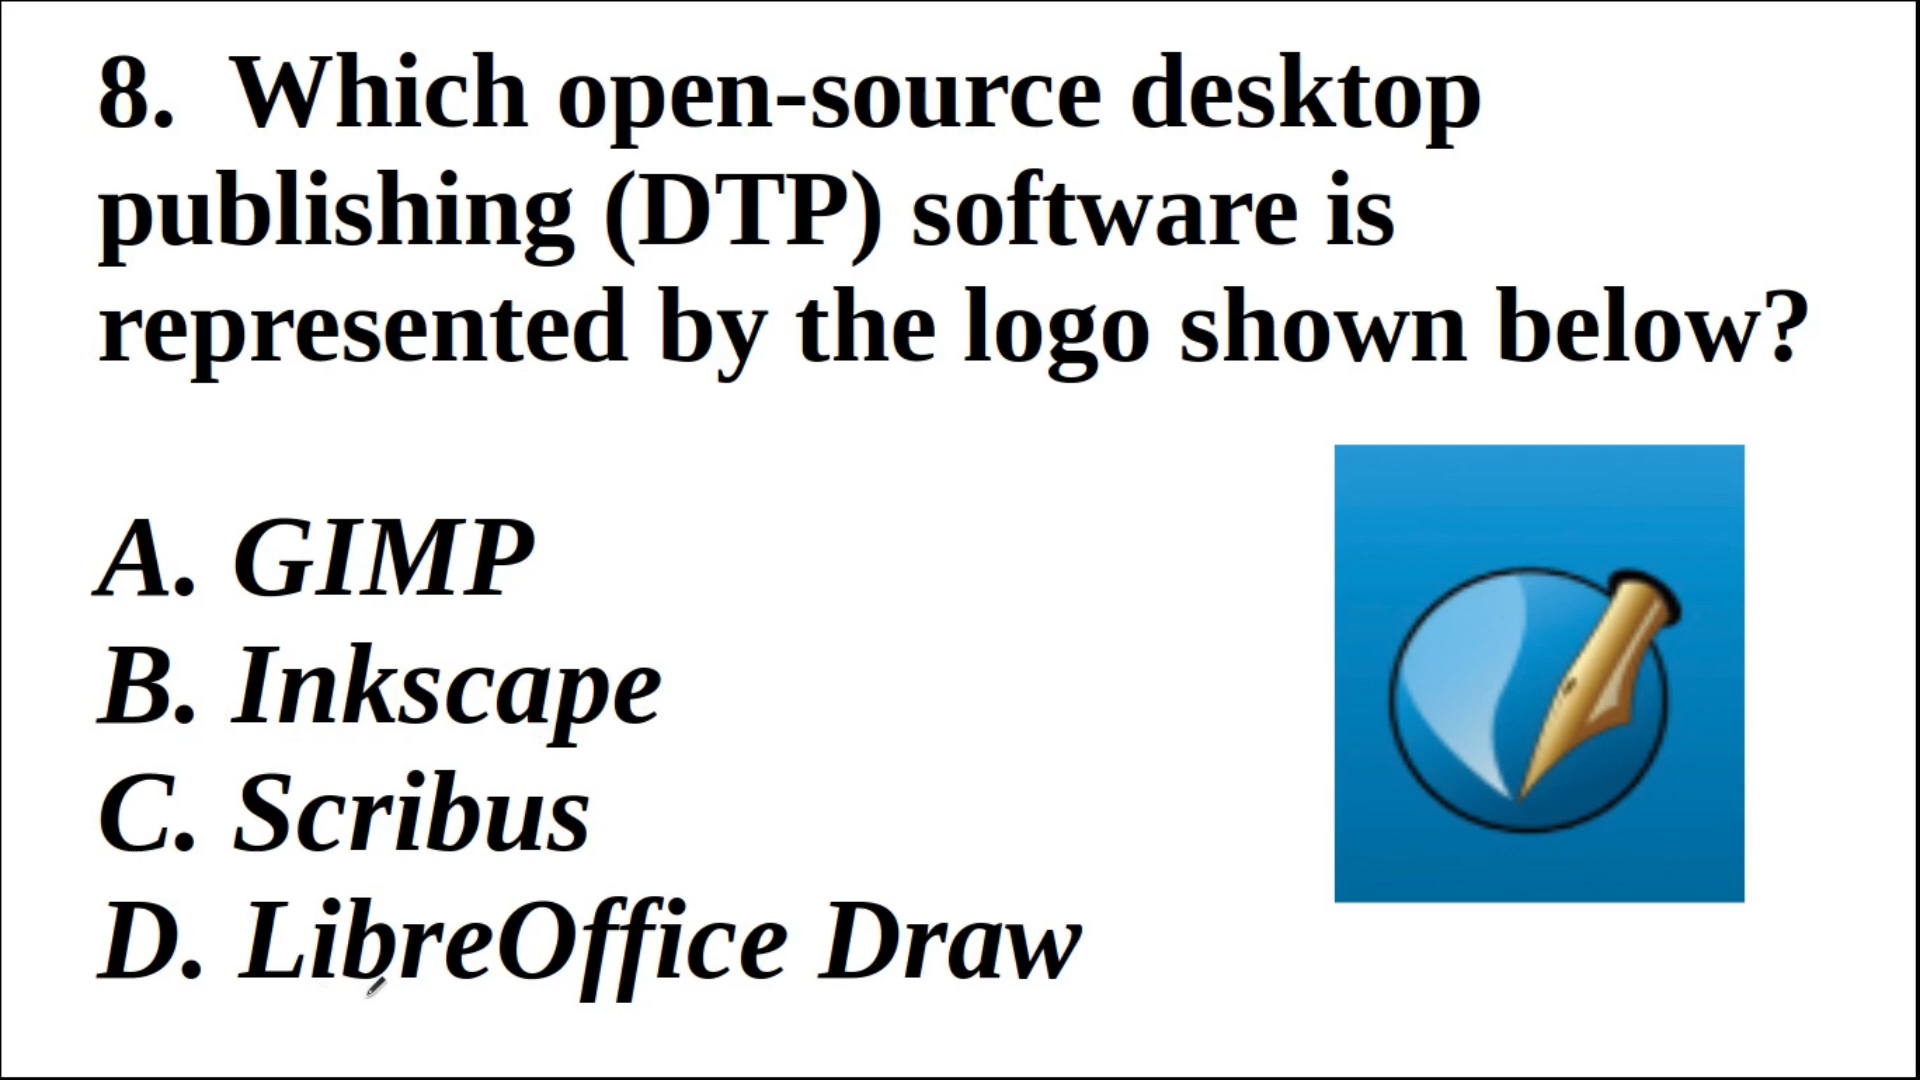 8. Which open-source desktop
publishing (DTP) software is
represented by the logo shown below?
A. GIMP
B. Inkscape
C. Scribus
D. LibreOffice Draw